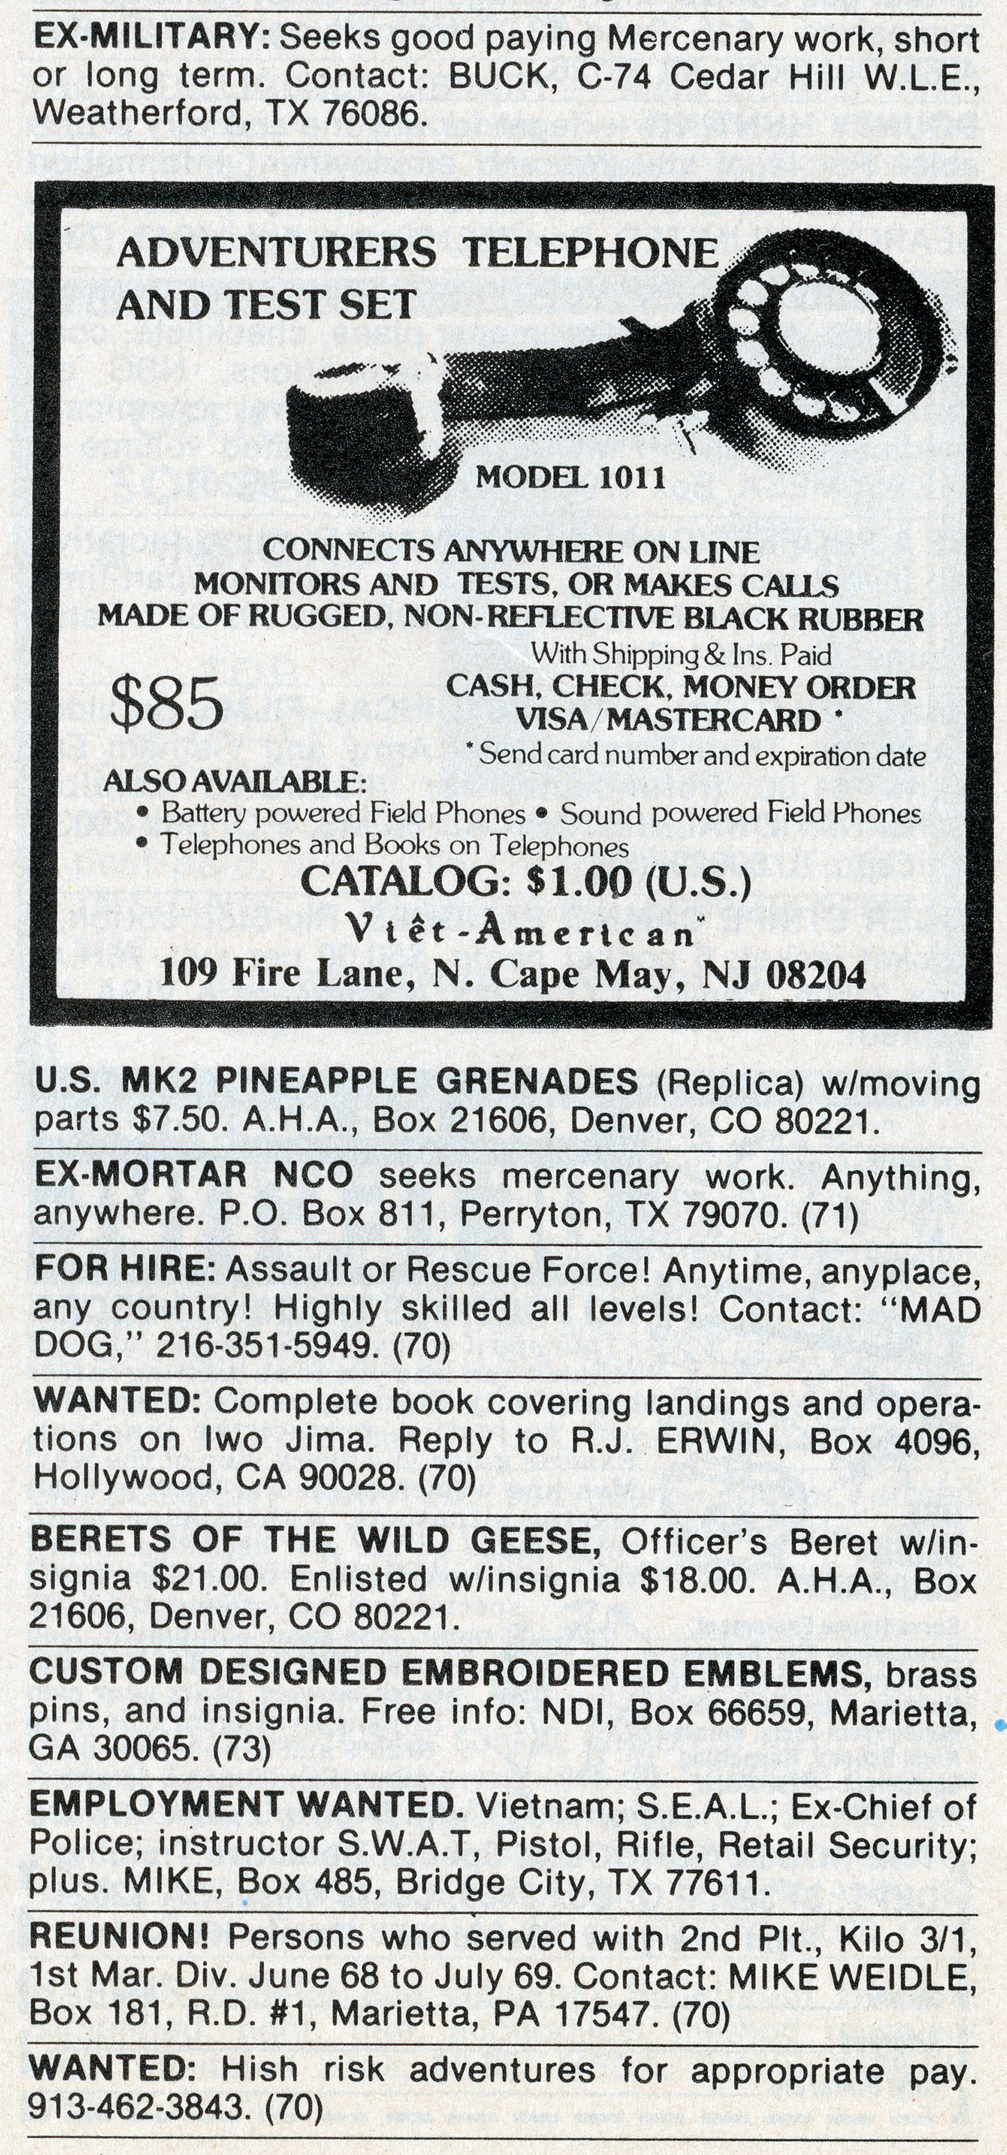 EX-MILITARY: Seeks good paying Mercenary work, short
or long term. Contact: BUCK, C-74 Cedar Hill W.L.E.,
Weatherford, TX 76086.
ADVENTURERS TELEPHONE
AND TEST SET
MODEL 1011
CONNECTS ANYWHERE ON LINE
MONITORS AND TESTS, OR MAKES CALLS
MADE OF RUGGED, NON-REFLECTIVE BLACK RUBBER
With Shipping & Ins. Paid
$85
CASH, CHECK, MONEY ORDER
VISA/MASTERCARD *
*Send card number and expiration date
ALSO AVAILABLE:
• Battery powered Field Phones • Sound powered Field Phones
• Telephones and Books on Telephones
CATALOG: $1.00 (U.S.)
Viêt-American
109 Fire Lane, N. Cape May, NJ 08204
U.S. MK2 PINEAPPLE GRENADES (Replica) w/moving
parts $7.50. A.H.A., Box 21606, Denver, CO 80221.
EX-MORTAR NCO seeks mercenary work. Anything,
anywhere. P.O. Box 811, Perryton, TX 79070. (71)
FOR HIRE: Assault or Rescue Force! Anytime, anyplace,
any country! Highly skilled all levels! Contact: “MAD
DOG,” 216-351-5949. (70)
WANTED: Complete book covering landings and opera-
tions on Iwo Jima. Reply to R.J. ERWIN, Box 4096,
Hollywood, CA 90028. (70)
BERETS OF THE WILD GEESE, Officer’s Beret w/in-
signia $21.00. Enlisted w/insignia $18.00. A.H.A., Box
21606, Denver, CO 80221.
CUSTOM DESIGNED EMBROIDERED EMBLEMS, brass
pins, and insignia. Free info: NDI, Box 66659, Marietta,
GA 30065. (73)
EMPLOYMENT WANTED. Vietnam; S.E.A.L.; Ex-Chief of
Police; instructor S.W.A.T, Pistol, Rifle, Retail Security;
plus. MIKE, Box 485, Bridge City, TX 77611.
REUNION! Persons who served with 2nd Plt., Kilo 3/1,
1st Mar. Div. June 68 to July 69. Contact: MIKE WEIDLE,
Box 181, R.D. #1, Marietta, PA 17547. (70)
WANTED: Hish risk adventures for appropriate pay.
913-462-3843. (70)